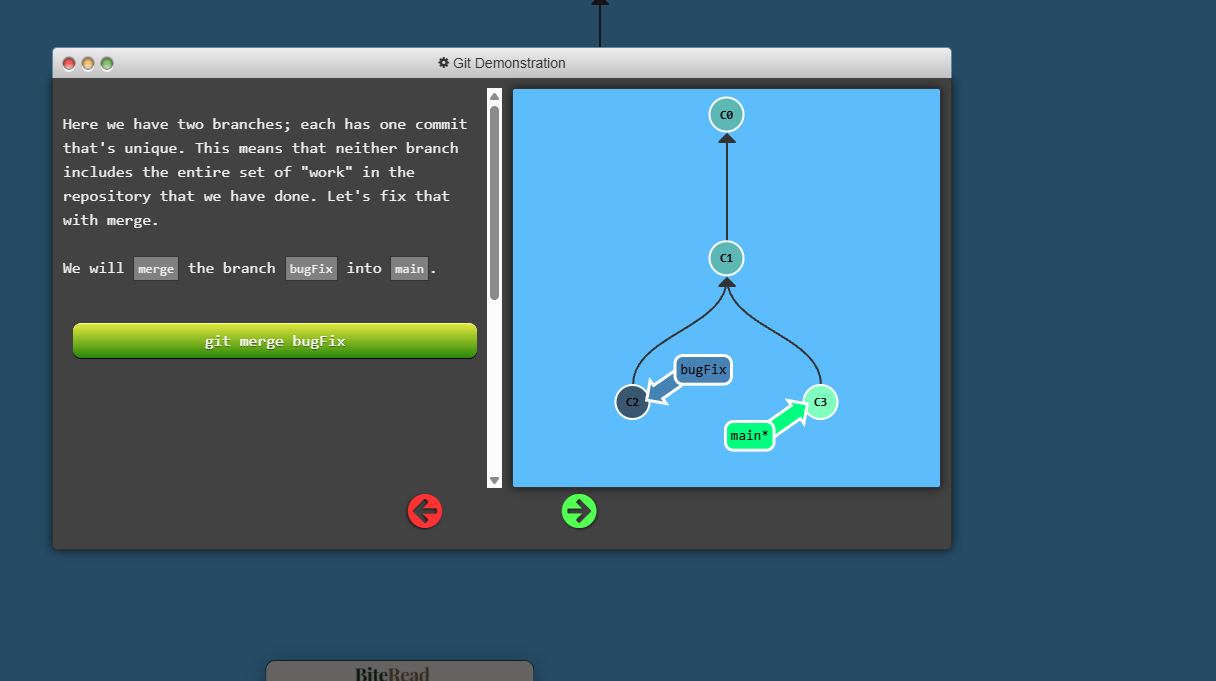 Git Demonstration
Here we have two branches; each has one commit
that's unique. This means that neither branch
includes the entire set of "work" in the
repository that we have done. Let's fix that
with merge.
We will merge the branch bugFix into main.
git merge bugFix
C0
C1
bugFix
C2
C3
main*
BiteRead